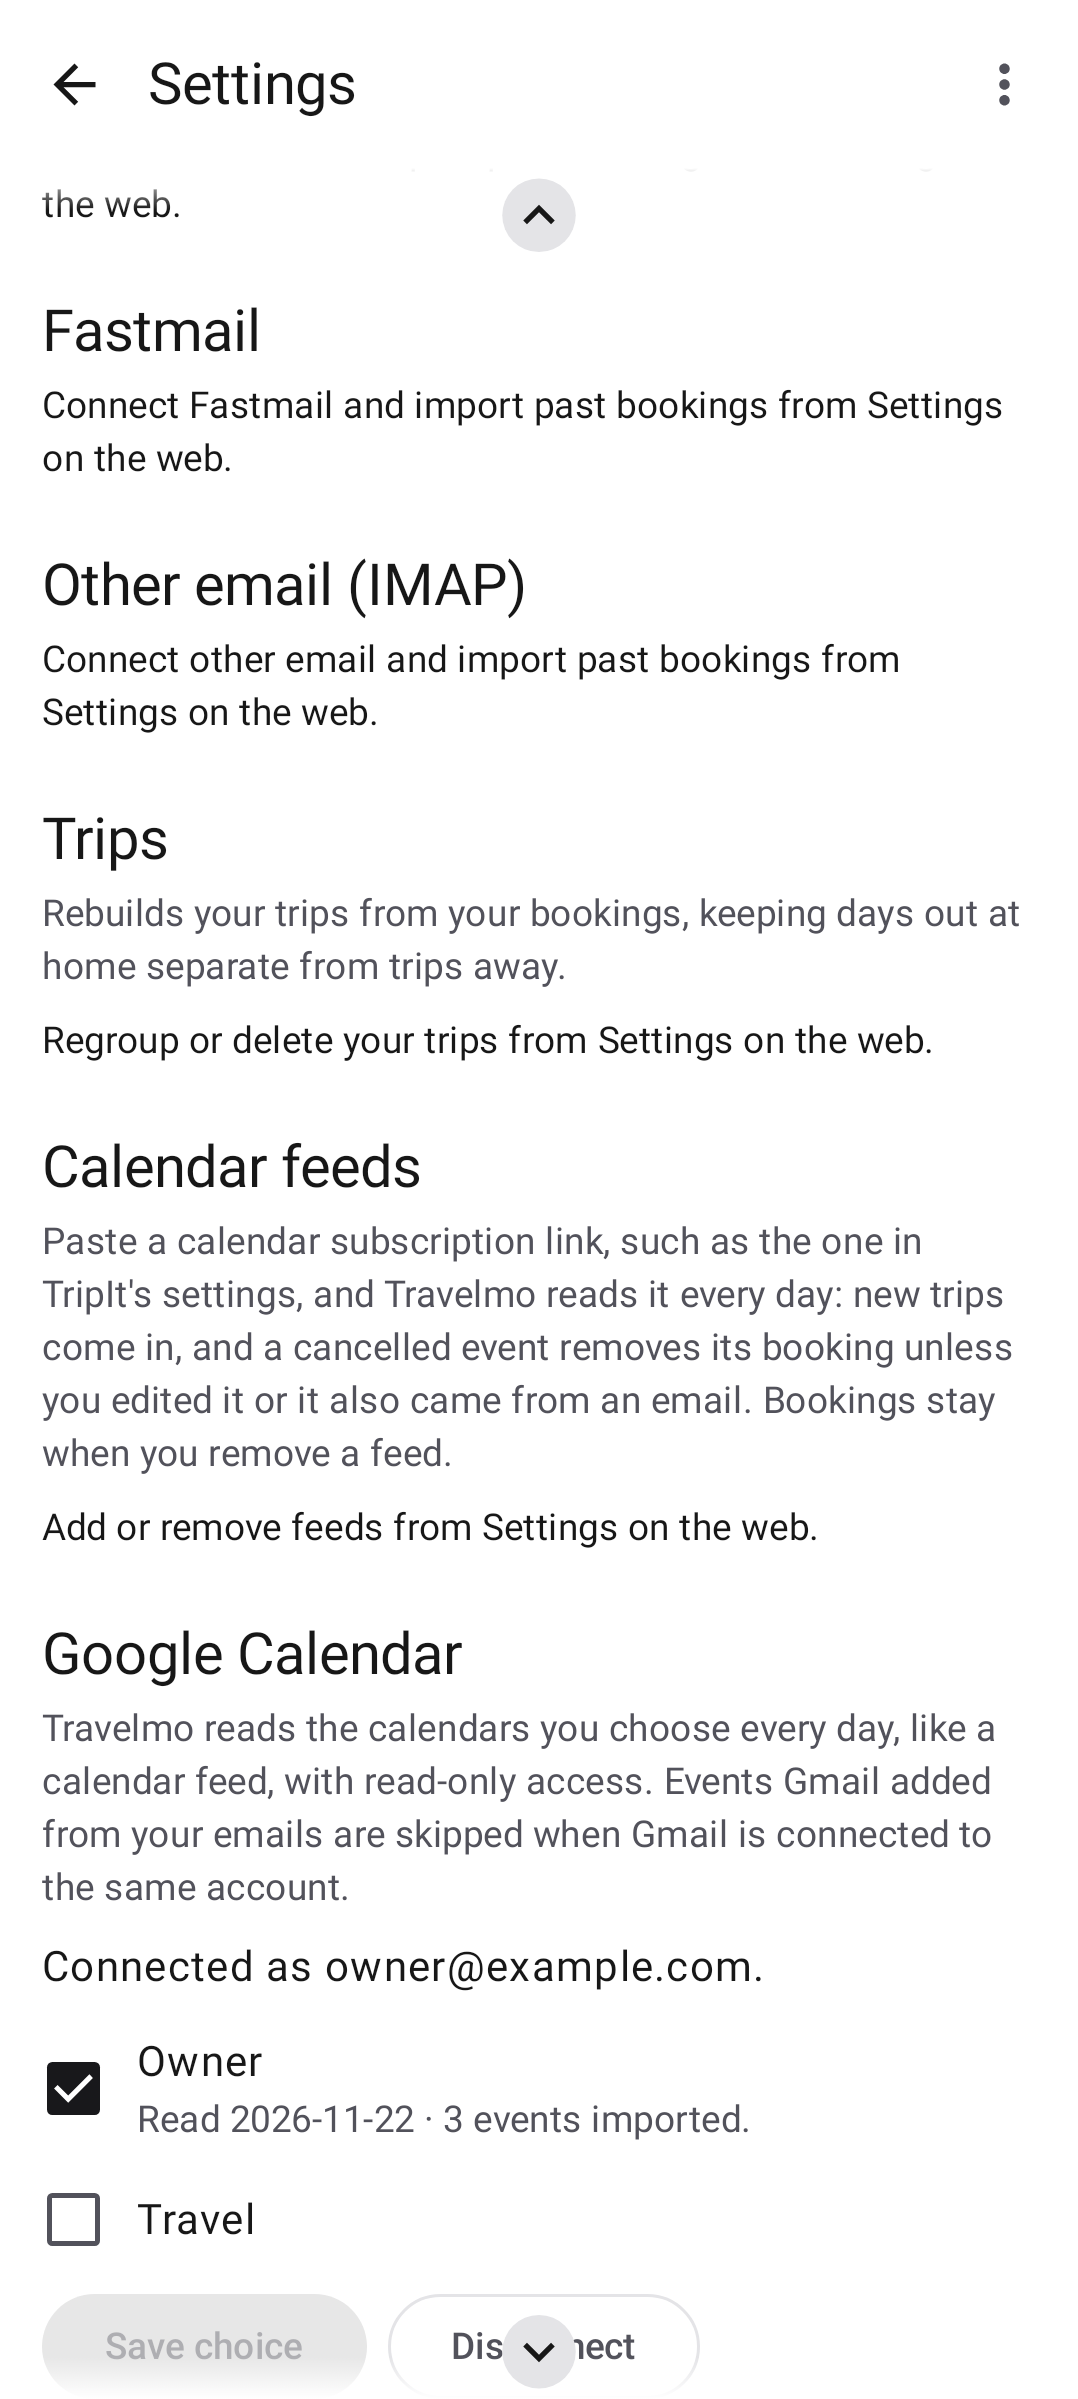 Settings
the web.
Fastmail
Connect Fastmail and import past bookings from Settings
on the web.
Other email (IMAP)
Connect other email and import past bookings from
Settings on the web.
Trips
Rebuilds your trips from your bookings, keeping days out at
home separate from trips away.
Regroup or delete your trips from Settings on the web.
Calendar feeds
Paste a calendar subscription link, such as the one in
TripIt's settings, and Travelmo reads it every day: new trips
come in, and a cancelled event removes its booking unless
you edited it or it also came from an email. Bookings stay
when you remove a feed.
Add or remove feeds from Settings on the web.
Google Calendar
Travelmo reads the calendars you choose every day, like a
calendar feed, with read-only access. Events Gmail added
from your emails are skipped when Gmail is connected to
the same account.
Connected as owner@example.com.
Owner
Read 2026-11-22 · 3 events imported.
Travel
Save choice